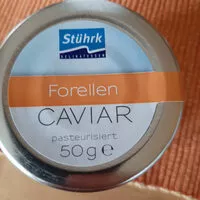 Stührk
DELIKATESSEN
Forellen
CAVIAR
pasteurisiert
50g℮